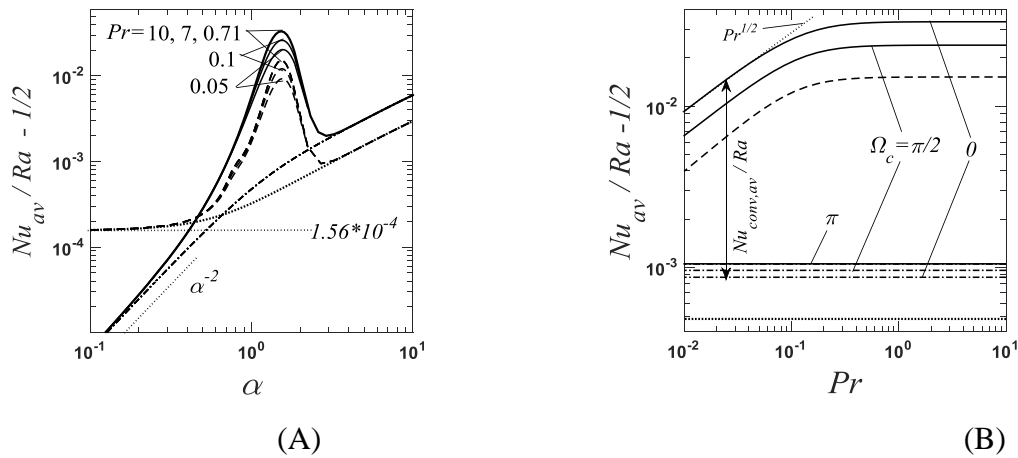 Nu_av / Ra - 1/2
10^-2
10^-3
10^-4
Pr=10, 7, 0.71
0.1
0.05
1.56*10^-4
α^-2
10^-1
10^0
10^1
α
(A)
Nu_av / Ra - 1/2
10^-2
10^-3
Pr^1/2
Nu_conv,av / Ra
Ω_c=π/2
0
π
10^-2
10^-1
10^0
10^1
Pr
(B)